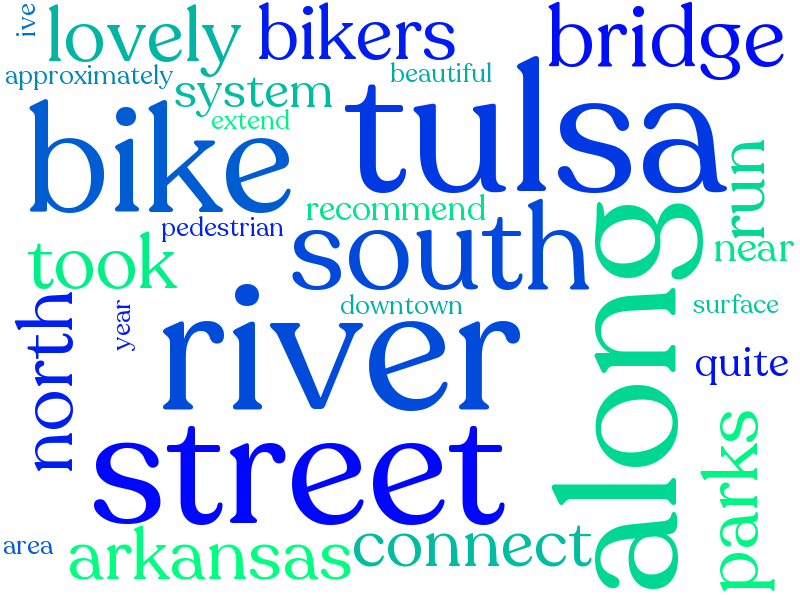 ive
lovely
bikers
bridge
approximately
beautiful
system
tulsa
bike
extend
run
recommend
pedestrian
south
along
took
near
north
year
river
downtown
surface
quite
street
parks
area
arkansas
connect